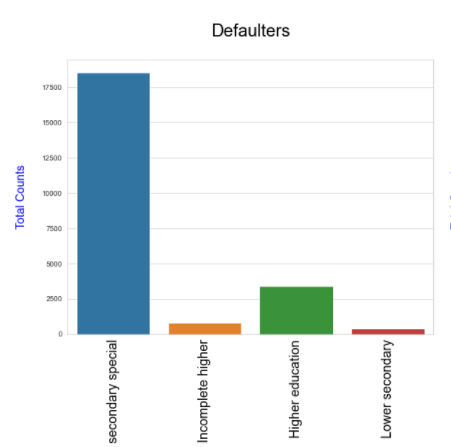 Defaulters
Total Counts
17500
15000
12500
10000
7500
5000
2500
0
secondary special
Incomplete higher
Higher education
Lower secondary